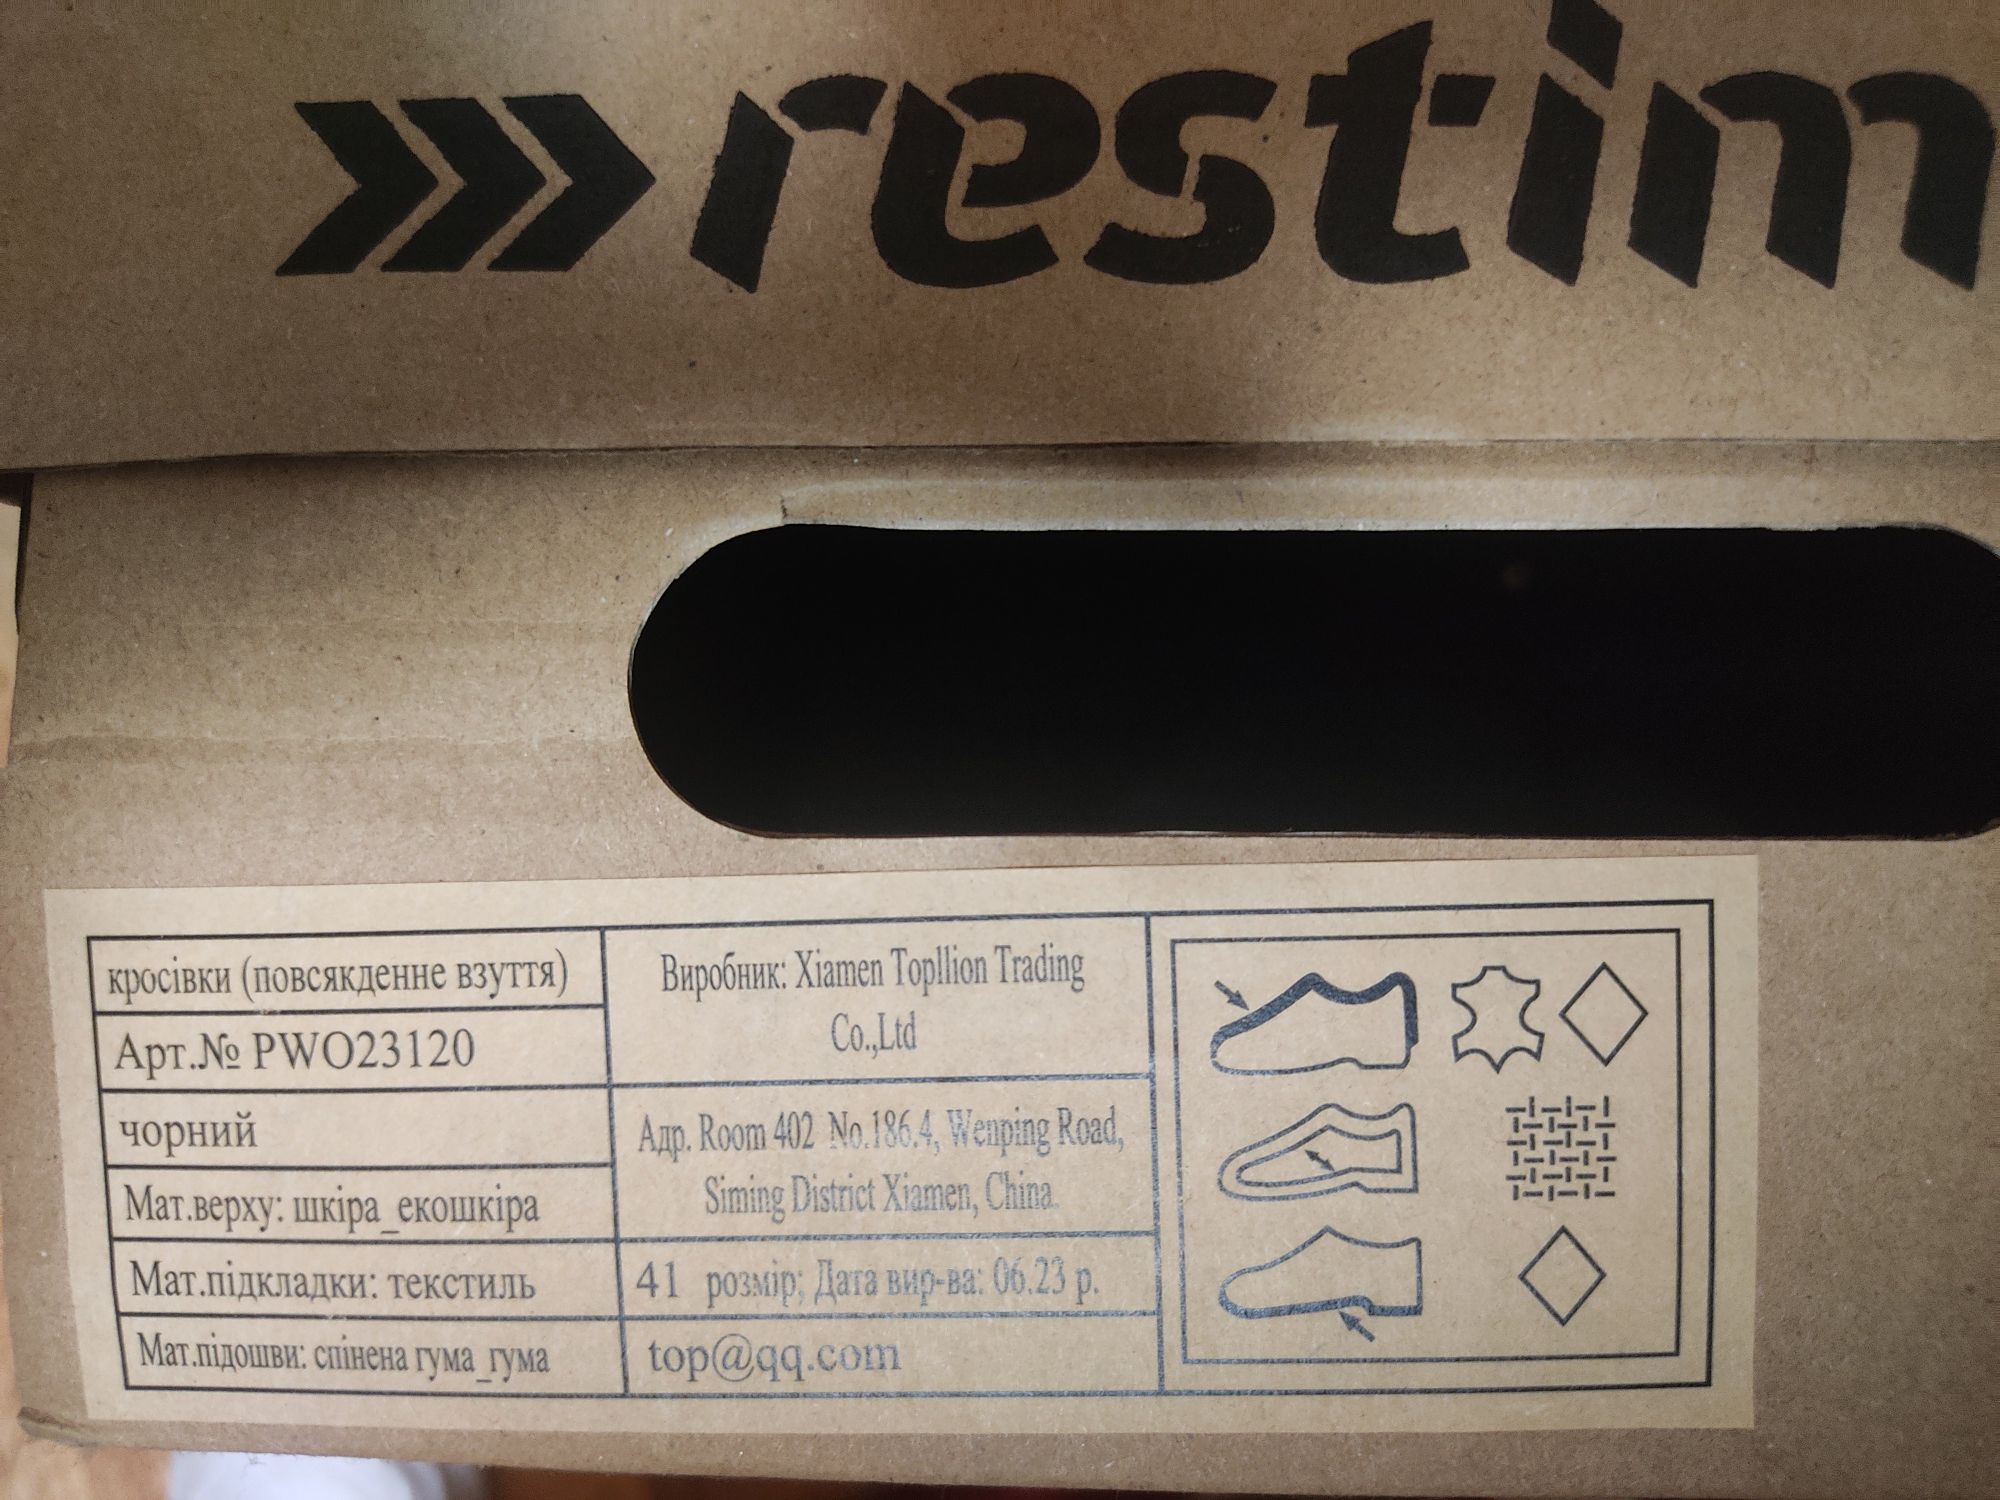 restim
кросівки (повсякденне взуття)
Арт.№ PWO23120
чорний
Мат.верху: шкіра_екошкіра
Мат.підкладки: текстиль
Мат.підошви: спінена гума_гума
Виробник: Xiamen Topllion Trading
Co.,Ltd
Адр. Room 402 No.186.4, Wenping Road,
Siming District Xiamen, China.
41 розмір; Дата вир-ва: 06.23 р.
top@qq.com